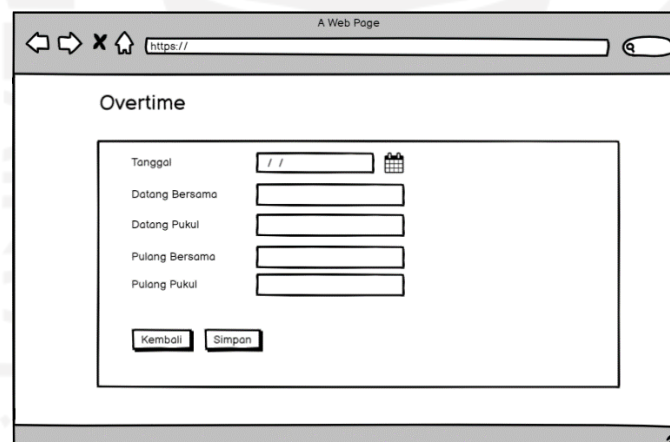 A Web Page
https://
Overtime
Tanggal
/ /
Datang Bersama
Datang Pukul
Pulang Bersama
Pulang Pukul
Kembali Simpan